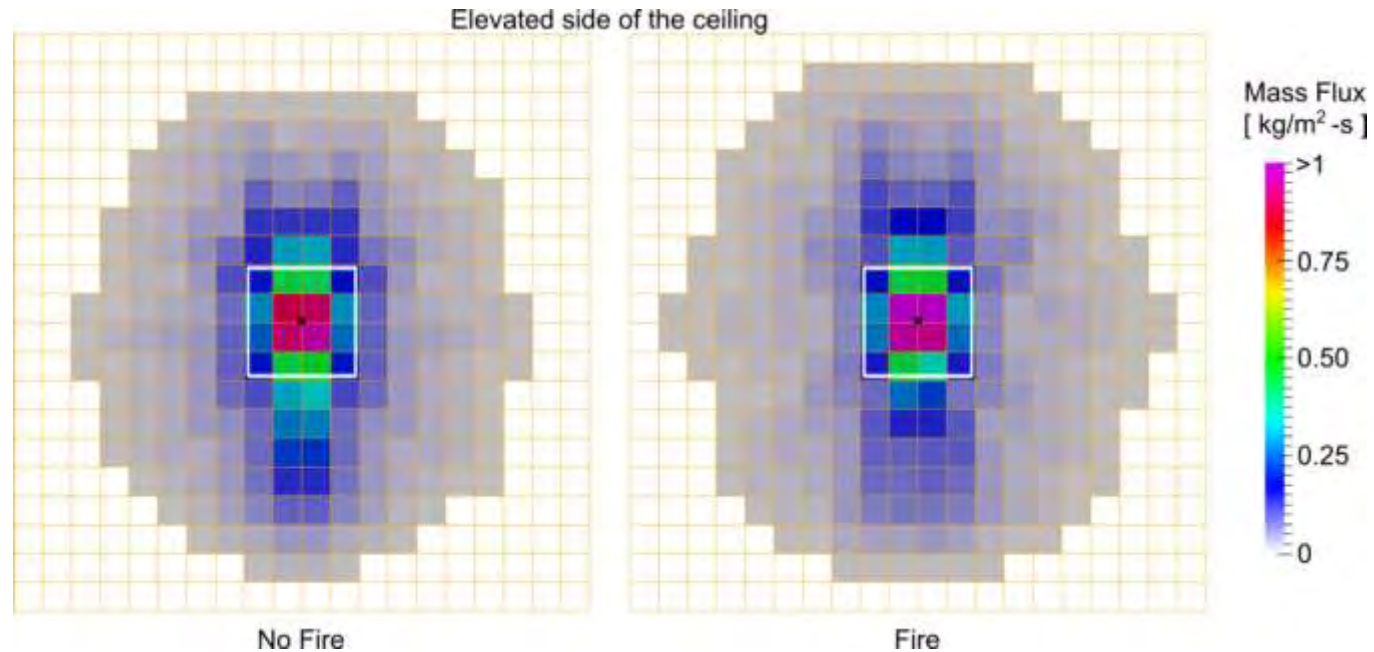 Elevated side of the ceiling
Mass Flux
[ kg/m² -s ]
>1
0.75
0.50
0.25
0
No Fire
Fire